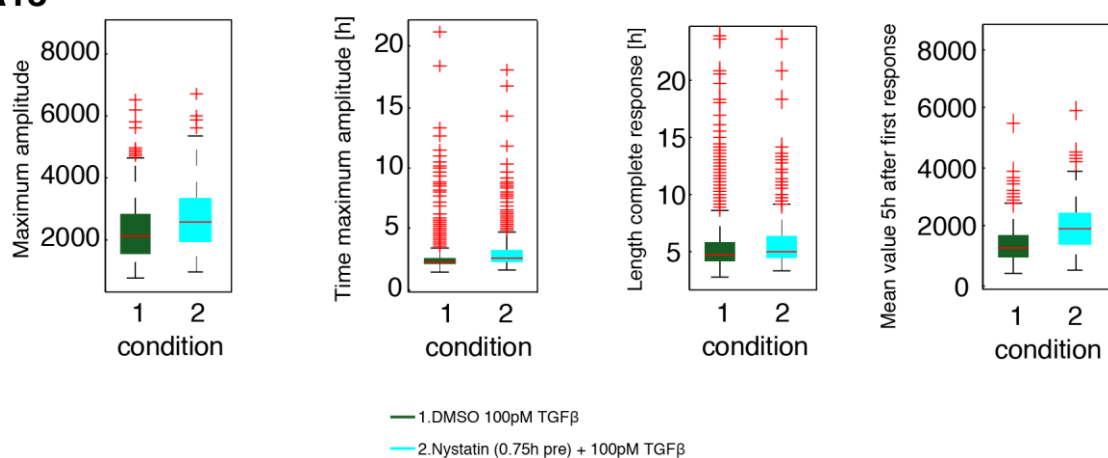 Maximum amplitude
8000
6000
4000
2000
1 2
condition
Time maximum amplitude [h]
20
15
10
5
0
1 2
condition
Length complete response [h]
20
15
10
5
1 2
condition
Mean value 5h after first response
8000
6000
4000
2000
0
1 2
condition
1.DMSO 100pM TGFβ
2.Nystatin (0.75h pre) + 100pM TGFβ